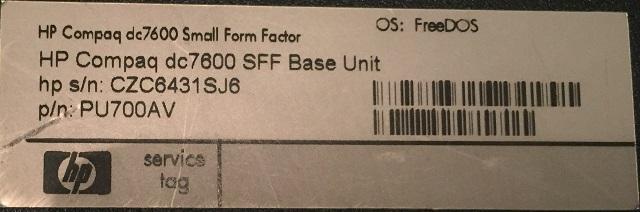 HP Compaq dc7600 Small Form Factor
OS: FreeDOS
HP Compaq dc7600 SFF Base Unit
hp s/n: CZC6431SJ6
p/n: PU700AV
hp
service
tag